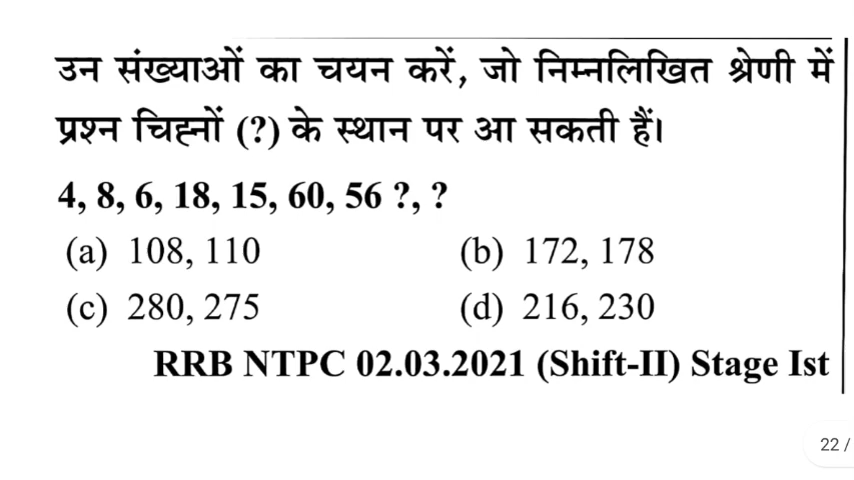 उन संख्याओं का चयन करें, जो निम्नलिखित श्रेणी में
प्रश्न चिह्नों (?) के स्थान पर आ सकती हैं।
4, 8, 6, 18, 15, 60, 56 ?, ?
(a) 108, 110 (b) 172, 178
(c) 280, 275 (d) 216, 230
RRB NTPC 02.03.2021 (Shift-II) Stage Ist
22 /